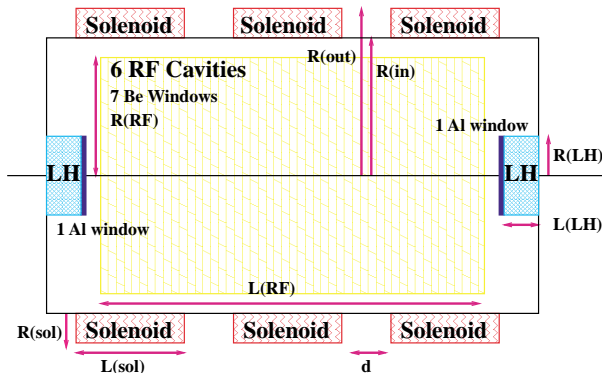 Solenoid Solenoid Solenoid
6 RF Cavities
R(out)
R(in)
7 Be Windows
R(RF)
1 Al window
R(LH)
LH
LH
1 Al window
L(LH)
L(RF)
R(sol)
Solenoid Solenoid Solenoid
L(sol)
d